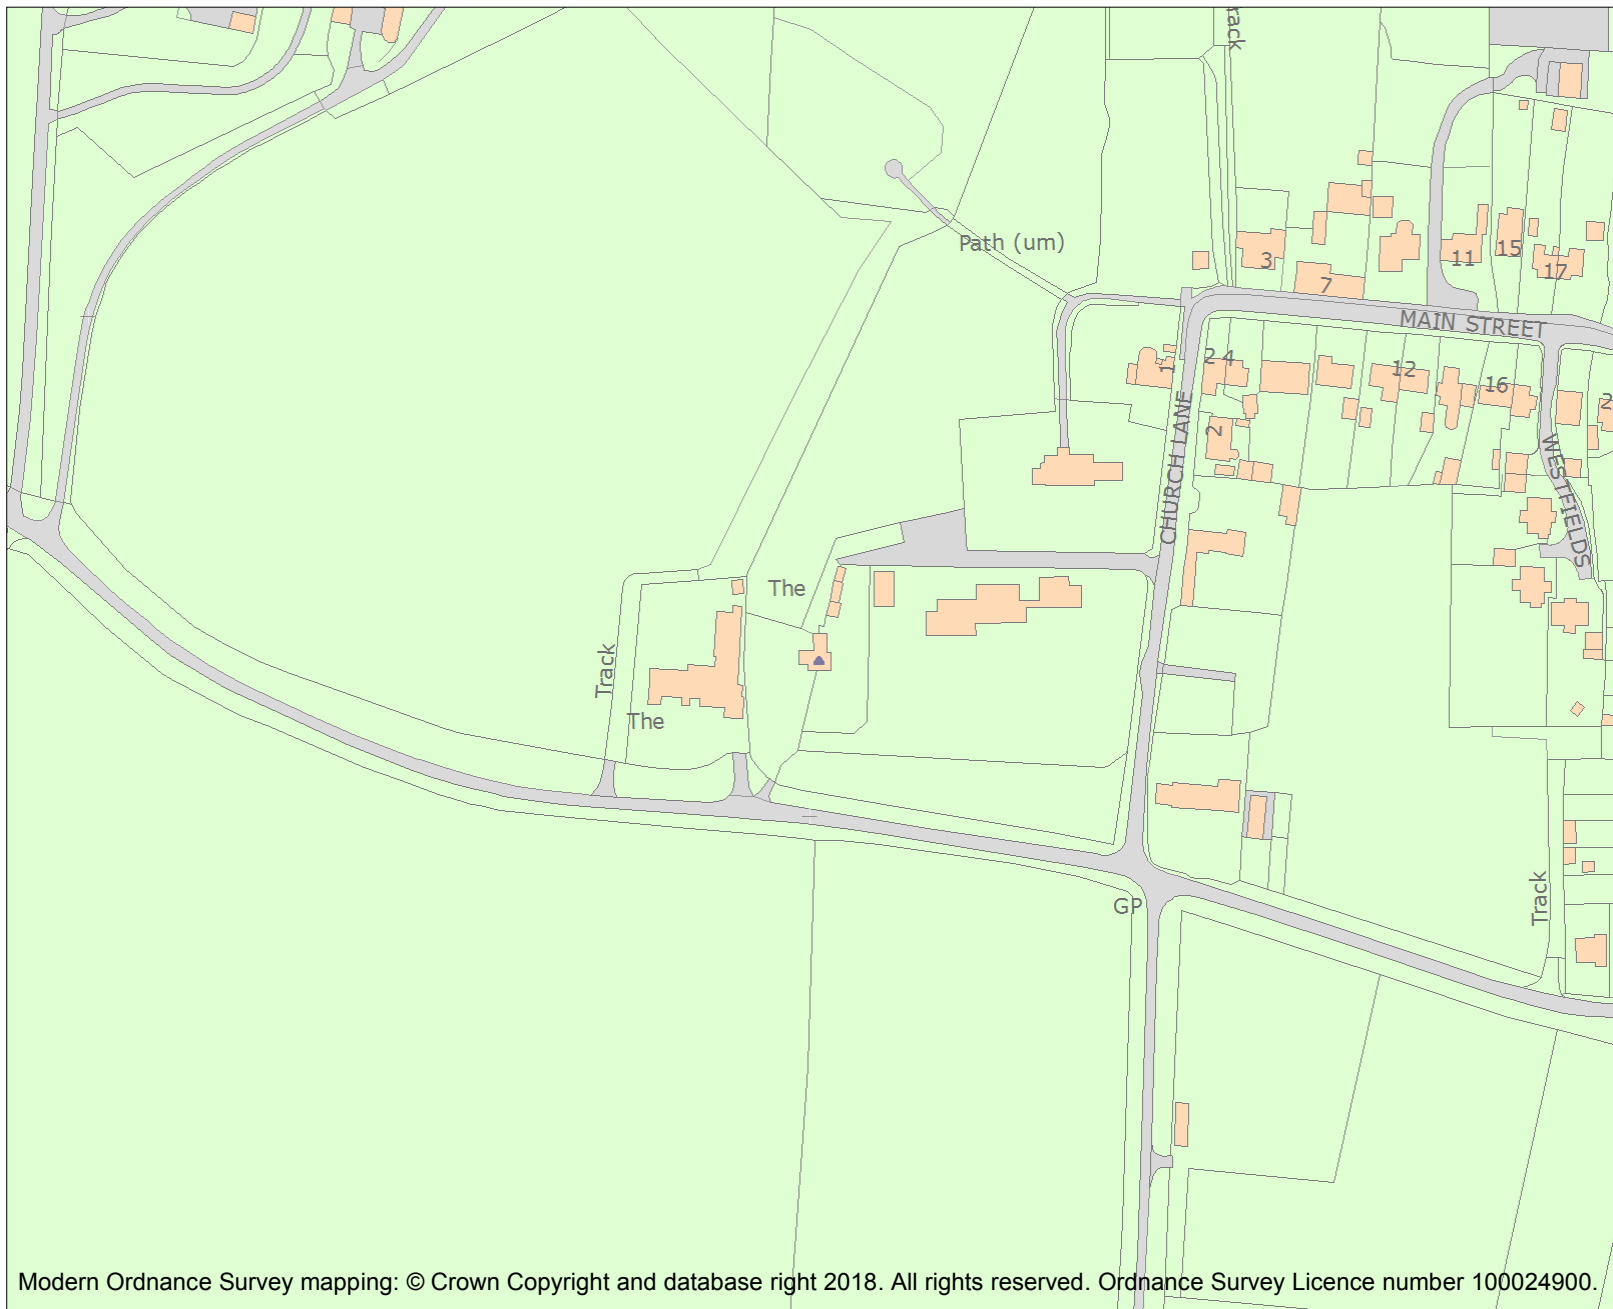 rack
Path (um)
3
7
11
15
17
MAIN STREET
1
2 4
12
16
2
2
CHURCH LANE
WESTFIELDS
The
Track
The
GP
Track
Modern Ordnance Survey mapping: © Crown Copyright and database right 2018. All rights reserved. Ordnance Survey Licence number 100024900.